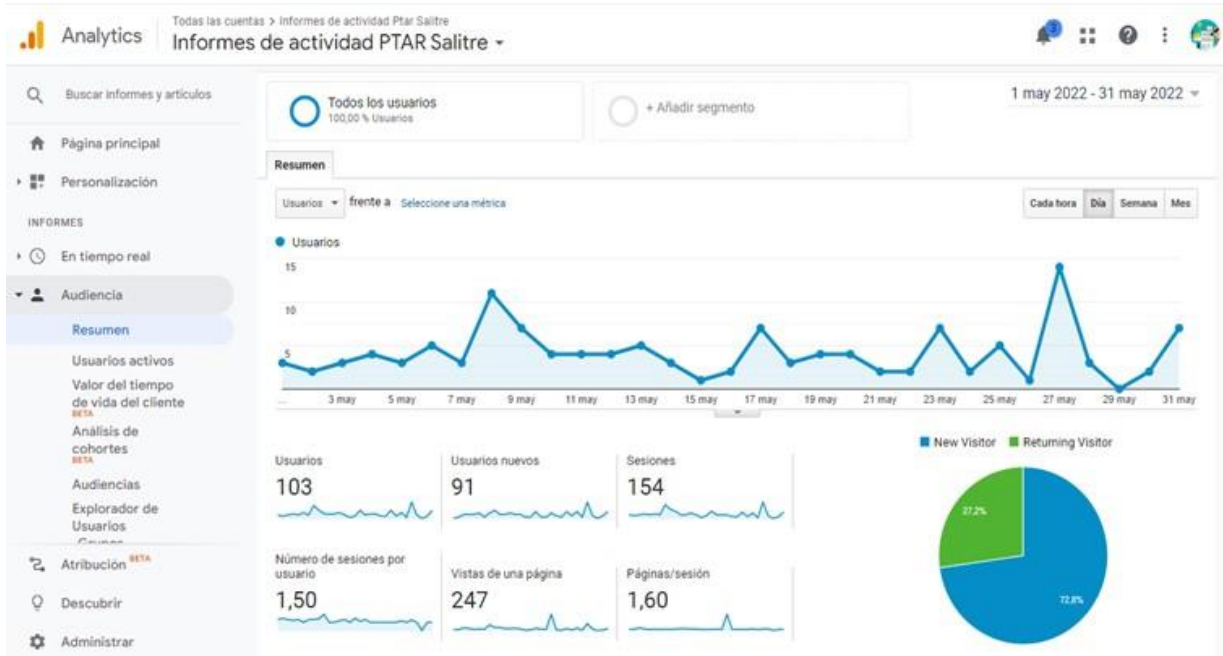 Analytics
Todas las cuentas > Informes de actividad Ptar Salitre
Informes de actividad PTAR Salitre
3
Buscar informes y artículos
Página principal
Personalización
INFORMES
En tiempo real
Audiencia
Resumen
Usuarios activos
Valor del tiempo
de vida del cliente
BETA
Análisis de
cohortes
BETA
Audiencias
Explorador de
Usuarios
Grupos
Atribución BETA
Descubrir
Administrar
Todos los usuarios
100,00 % Usuarios
+ Añadir segmento
1 may 2022 - 31 may 2022
Resumen
Usuarios frente a Seleccione una métrica
Cada hora Día Semana Mes
Usuarios
15
10
5
... 3 may 5 may 7 may 9 may 11 may 13 may 15 may 17 may 19 may 21 may 23 may 25 may 27 may 29 may 31 may
New Visitor Returning Visitor
Usuarios
103
Usuarios nuevos
91
Sesiones
154
Número de sesiones por
usuario
1,50
Vistas de una página
247
Páginas/sesión
1,60
27,2%
72,8%